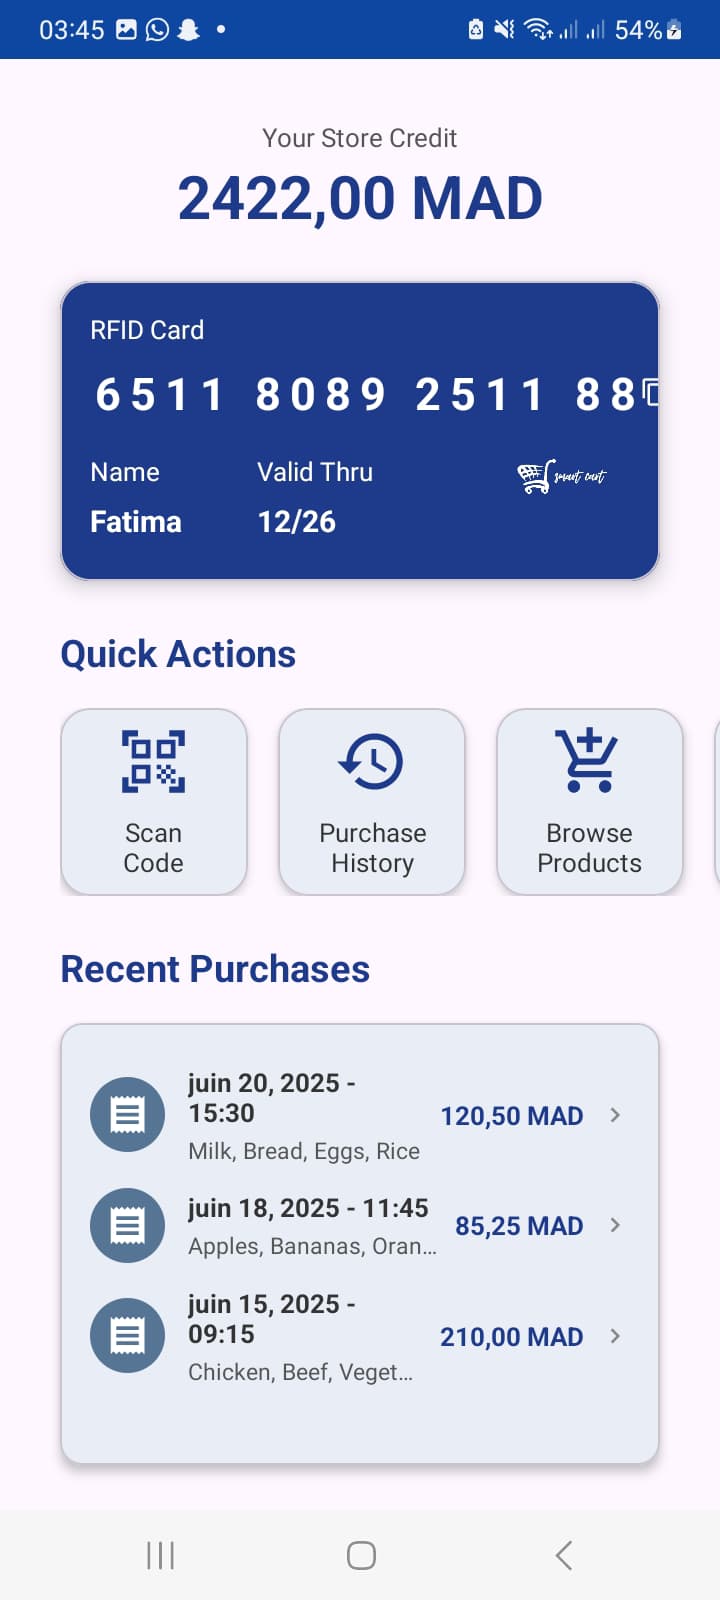 03:45
54%
Your Store Credit
2422,00 MAD
RFID Card
6511 8089 2511 88
Name
Valid Thru
smart cart
Fatima
12/26
Quick Actions
Scan
Code
Purchase
History
Browse
Products
Recent Purchases
juin 20, 2025 -
15:30
120,50 MAD
Milk, Bread, Eggs, Rice
juin 18, 2025 - 11:45
85,25 MAD
Apples, Bananas, Oran...
juin 15, 2025 -
09:15
210,00 MAD
Chicken, Beef, Veget...